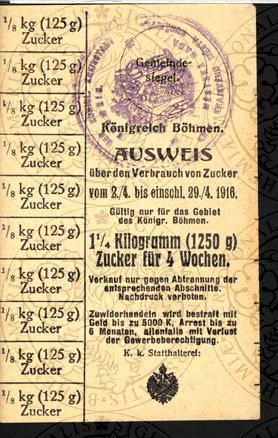 1/8 kg (125 g)
Zucker
1/8 kg (125 g)
Zucker
1/8 kg (125 g)
Zucker
1/8 kg (125 g)
Zucker
1/8 kg (125 g)
Zucker
1/8 kg (125 g)
Zucker
1/8 kg (125 g)
Zucker
1/8 kg (125 g)
Zucker
1/8 kg (125 g)
Zucker
1/8 kg (125 g)
Zucker
Gemeinde-
siegel.
Königreich Böhmen.
AUSWEIS
über den Verbrauch von Zucker
vom 2./4. bis einschl. 29./4. 1916.
Gültig nur für das Gebiet
des Königr. Böhmen.
1 1/4 Kilogramm (1250 g)
Zucker für 4 Wochen.
Verkauf nur gegen Abtrennung der
entsprechenden Abschnitte.
Nachdruck verboten.
Zuwiderhandeln wird bestraft mit
Geld bis zu 5000 K, Arrest bis zu
6 Monaten, allenfalls mit Verlust
der Gewerbeberechtigung.
K. k. Statthalterei: